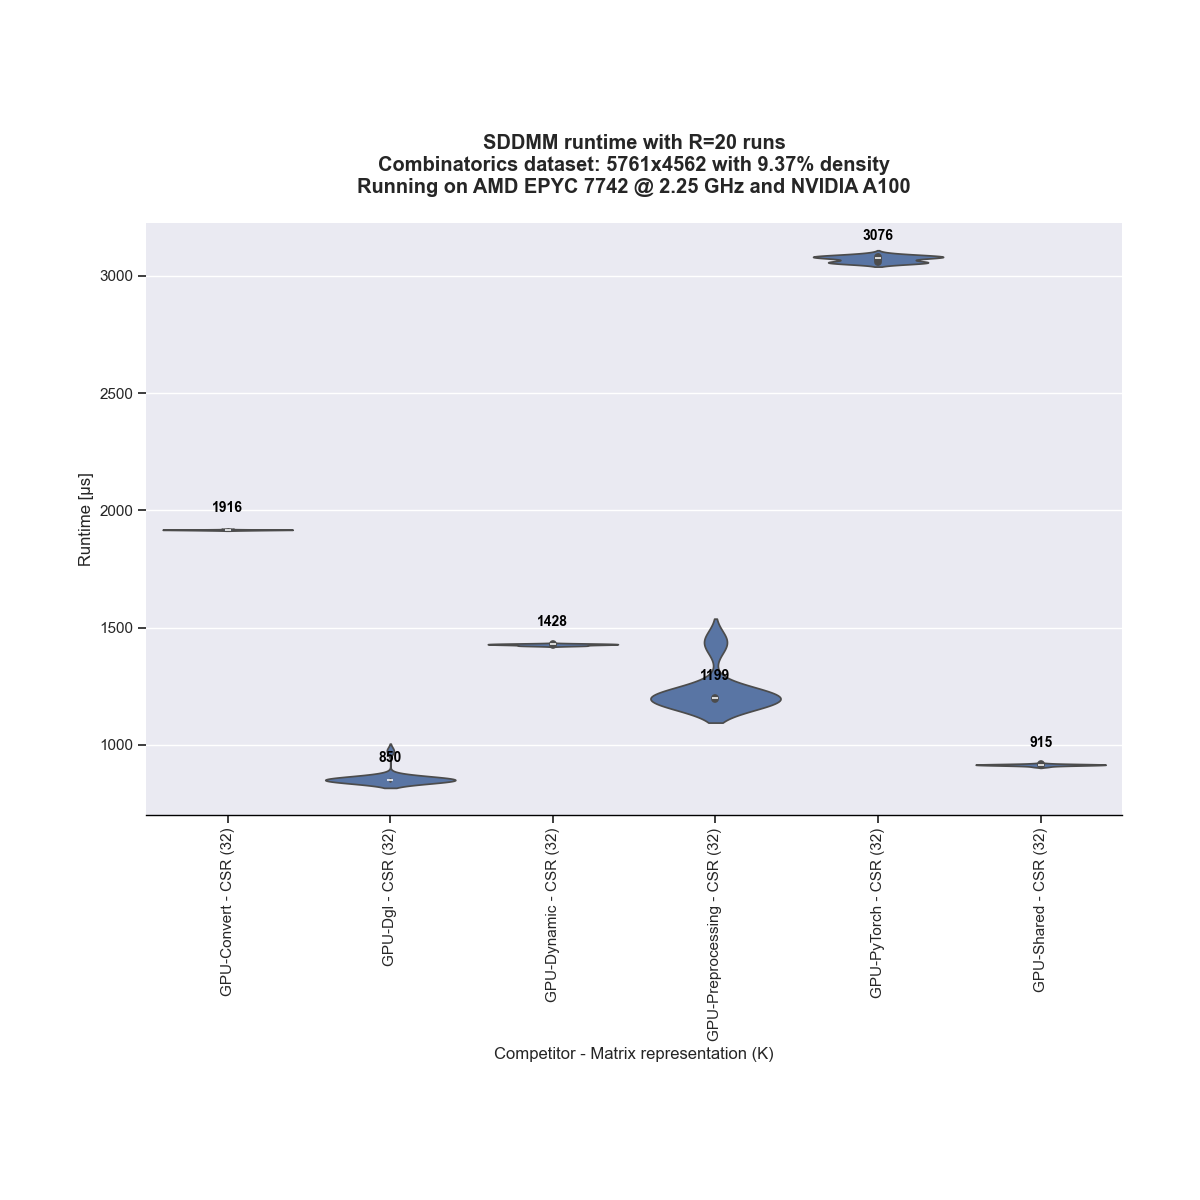 SDDMM runtime with R=20 runs
Combinatorics dataset: 5761x4562 with 9.37% density
Running on AMD EPYC 7742 @ 2.25 GHz and NVIDIA A100
Runtime [μs]
3000
2500
2000
1500
1000
1916
850
1428
1199
3076
915
GPU-Convert - CSR (32)
GPU-Dgl - CSR (32)
GPU-Dynamic - CSR (32)
GPU-Preprocessing - CSR (32)
GPU-PyTorch - CSR (32)
GPU-Shared - CSR (32)
Competitor - Matrix representation (K)